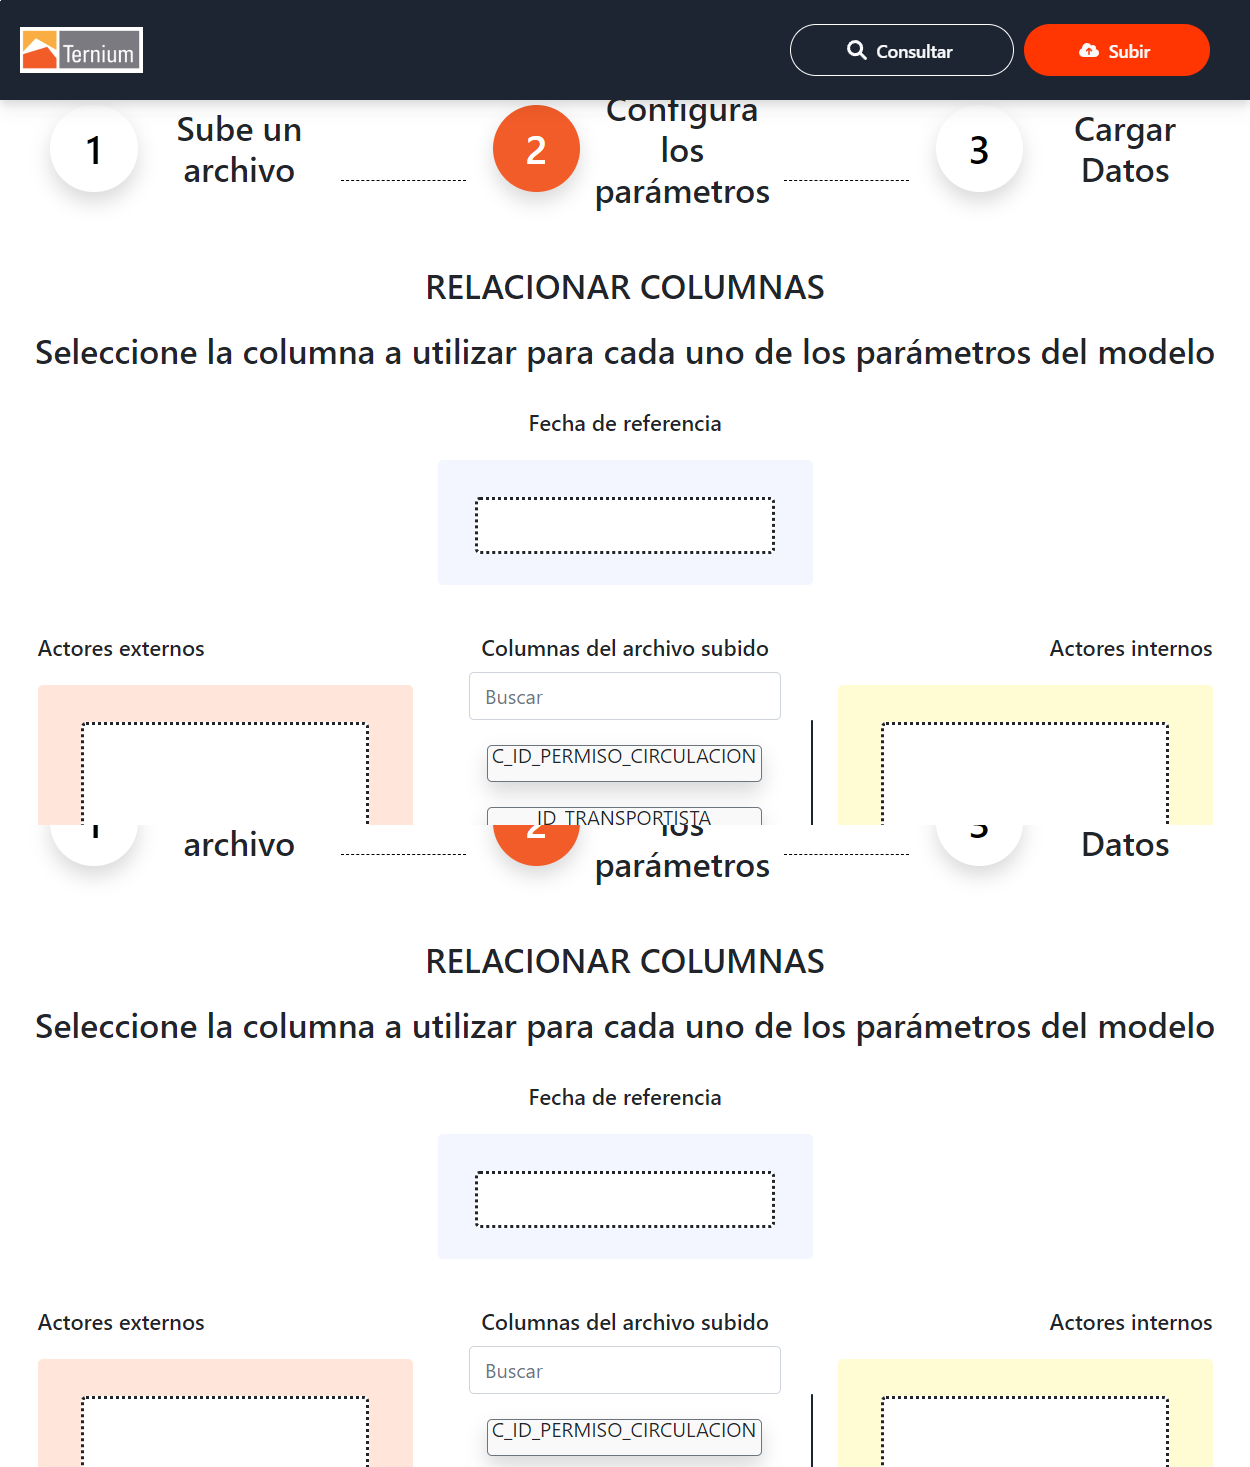 Ternium
Consultar
Subir
1
Sube un
archivo
2
Configura
los
parámetros
3
Cargar
Datos
RELACIONAR COLUMNAS
Seleccione la columna a utilizar para cada uno de los parámetros del modelo
Fecha de referencia
Actores externos
Columnas del archivo subido
Actores internos
Buscar
C_ID_PERMISO_CIRCULACION
ID_TRANSPORTISTA
1
archivo
2
los
parámetros
3
Datos
RELACIONAR COLUMNAS
Seleccione la columna a utilizar para cada uno de los parámetros del modelo
Fecha de referencia
Actores externos
Columnas del archivo subido
Actores internos
Buscar
C_ID_PERMISO_CIRCULACION